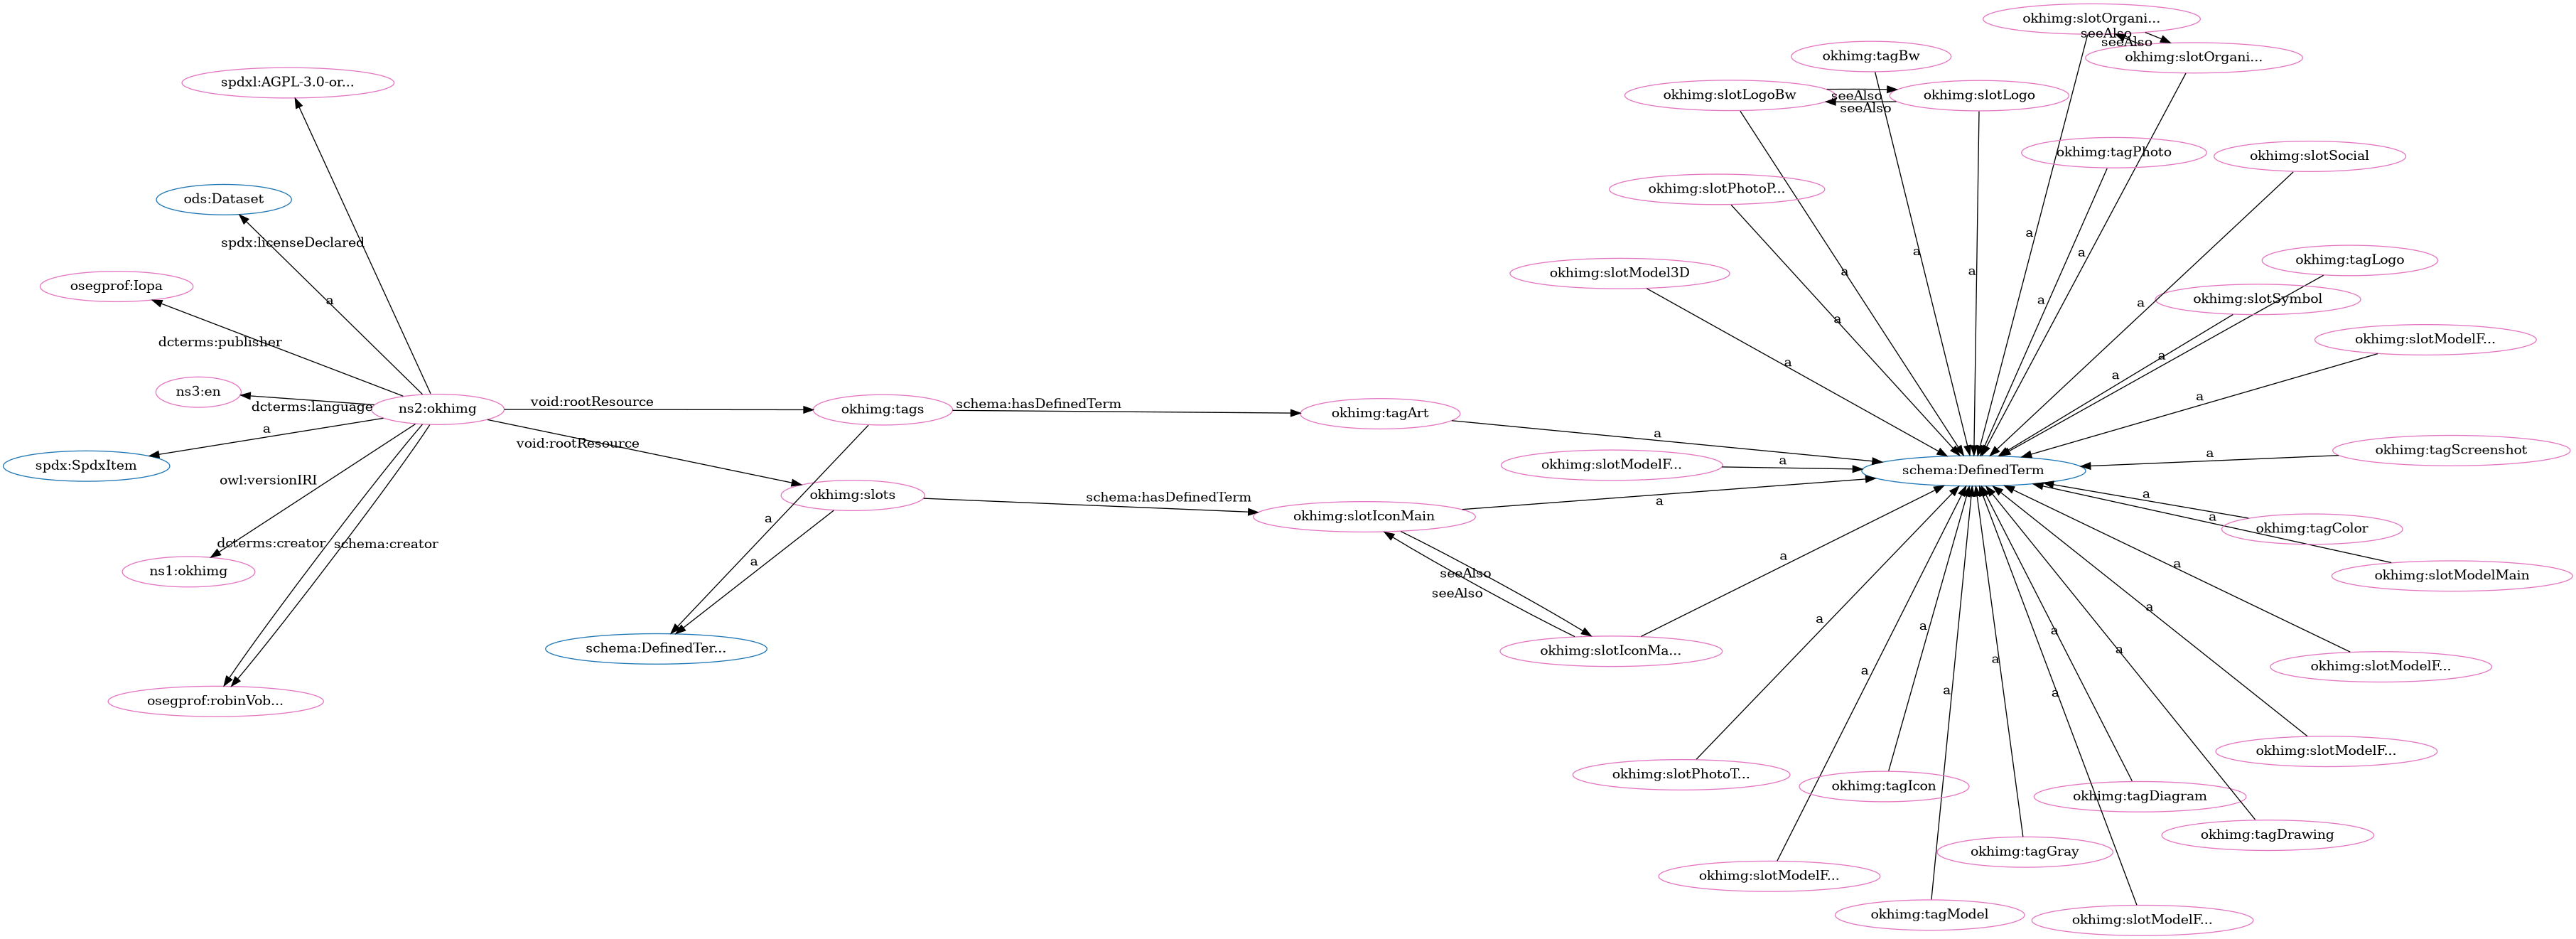 okhimg:slotOrgani...
seeAlso
seeAlso
okhimg:tagBw
okhimg:slotOrgani...
spdxl:AGPL-3.0-or...
okhimg:slotLogoBw
seeAlso
okhimg:slotLogo
seeAlso
okhimg:tagPhoto
okhimg:slotSocial
okhimg:slotPhotoP...
ods:Dataset
a
spdx:licenseDeclared
a
a
okhimg:tagLogo
okhimg:slotModel3D
a
a
osegprof:Iopa
a
a
a
okhimg:slotSymbol
a
dcterms:publisher
okhimg:slotModelF...
a
a
a
ns3:en
a
dcterms:language
ns2:okhimg
void:rootResource
okhimg:tags
schema:hasDefinedTerm
okhimg:tagArt
a
a
void:rootResource
a
okhimg:tagScreenshot
spdx:SpdxItem
okhimg:slotModelF...
a
schema:DefinedTerm
owl:versionIRI
okhimg:slots
schema:hasDefinedTerm
a
a
okhimg:slotIconMain
a
a
okhimg:tagColor
dcterms:creator
schema:creator
a
a
a
ns1:okhimg
seeAlso
seeAlso
okhimg:slotModelMain
a
a
a
a
schema:DefinedTer...
okhimg:slotIconMa...
a
a
okhimg:slotModelF...
a
a
a
osegprof:robinVob...
okhimg:slotModelF...
okhimg:slotPhotoT...
okhimg:tagIcon
okhimg:tagDiagram
okhimg:tagDrawing
okhimg:tagGray
okhimg:slotModelF...
okhimg:tagModel
okhimg:slotModelF...